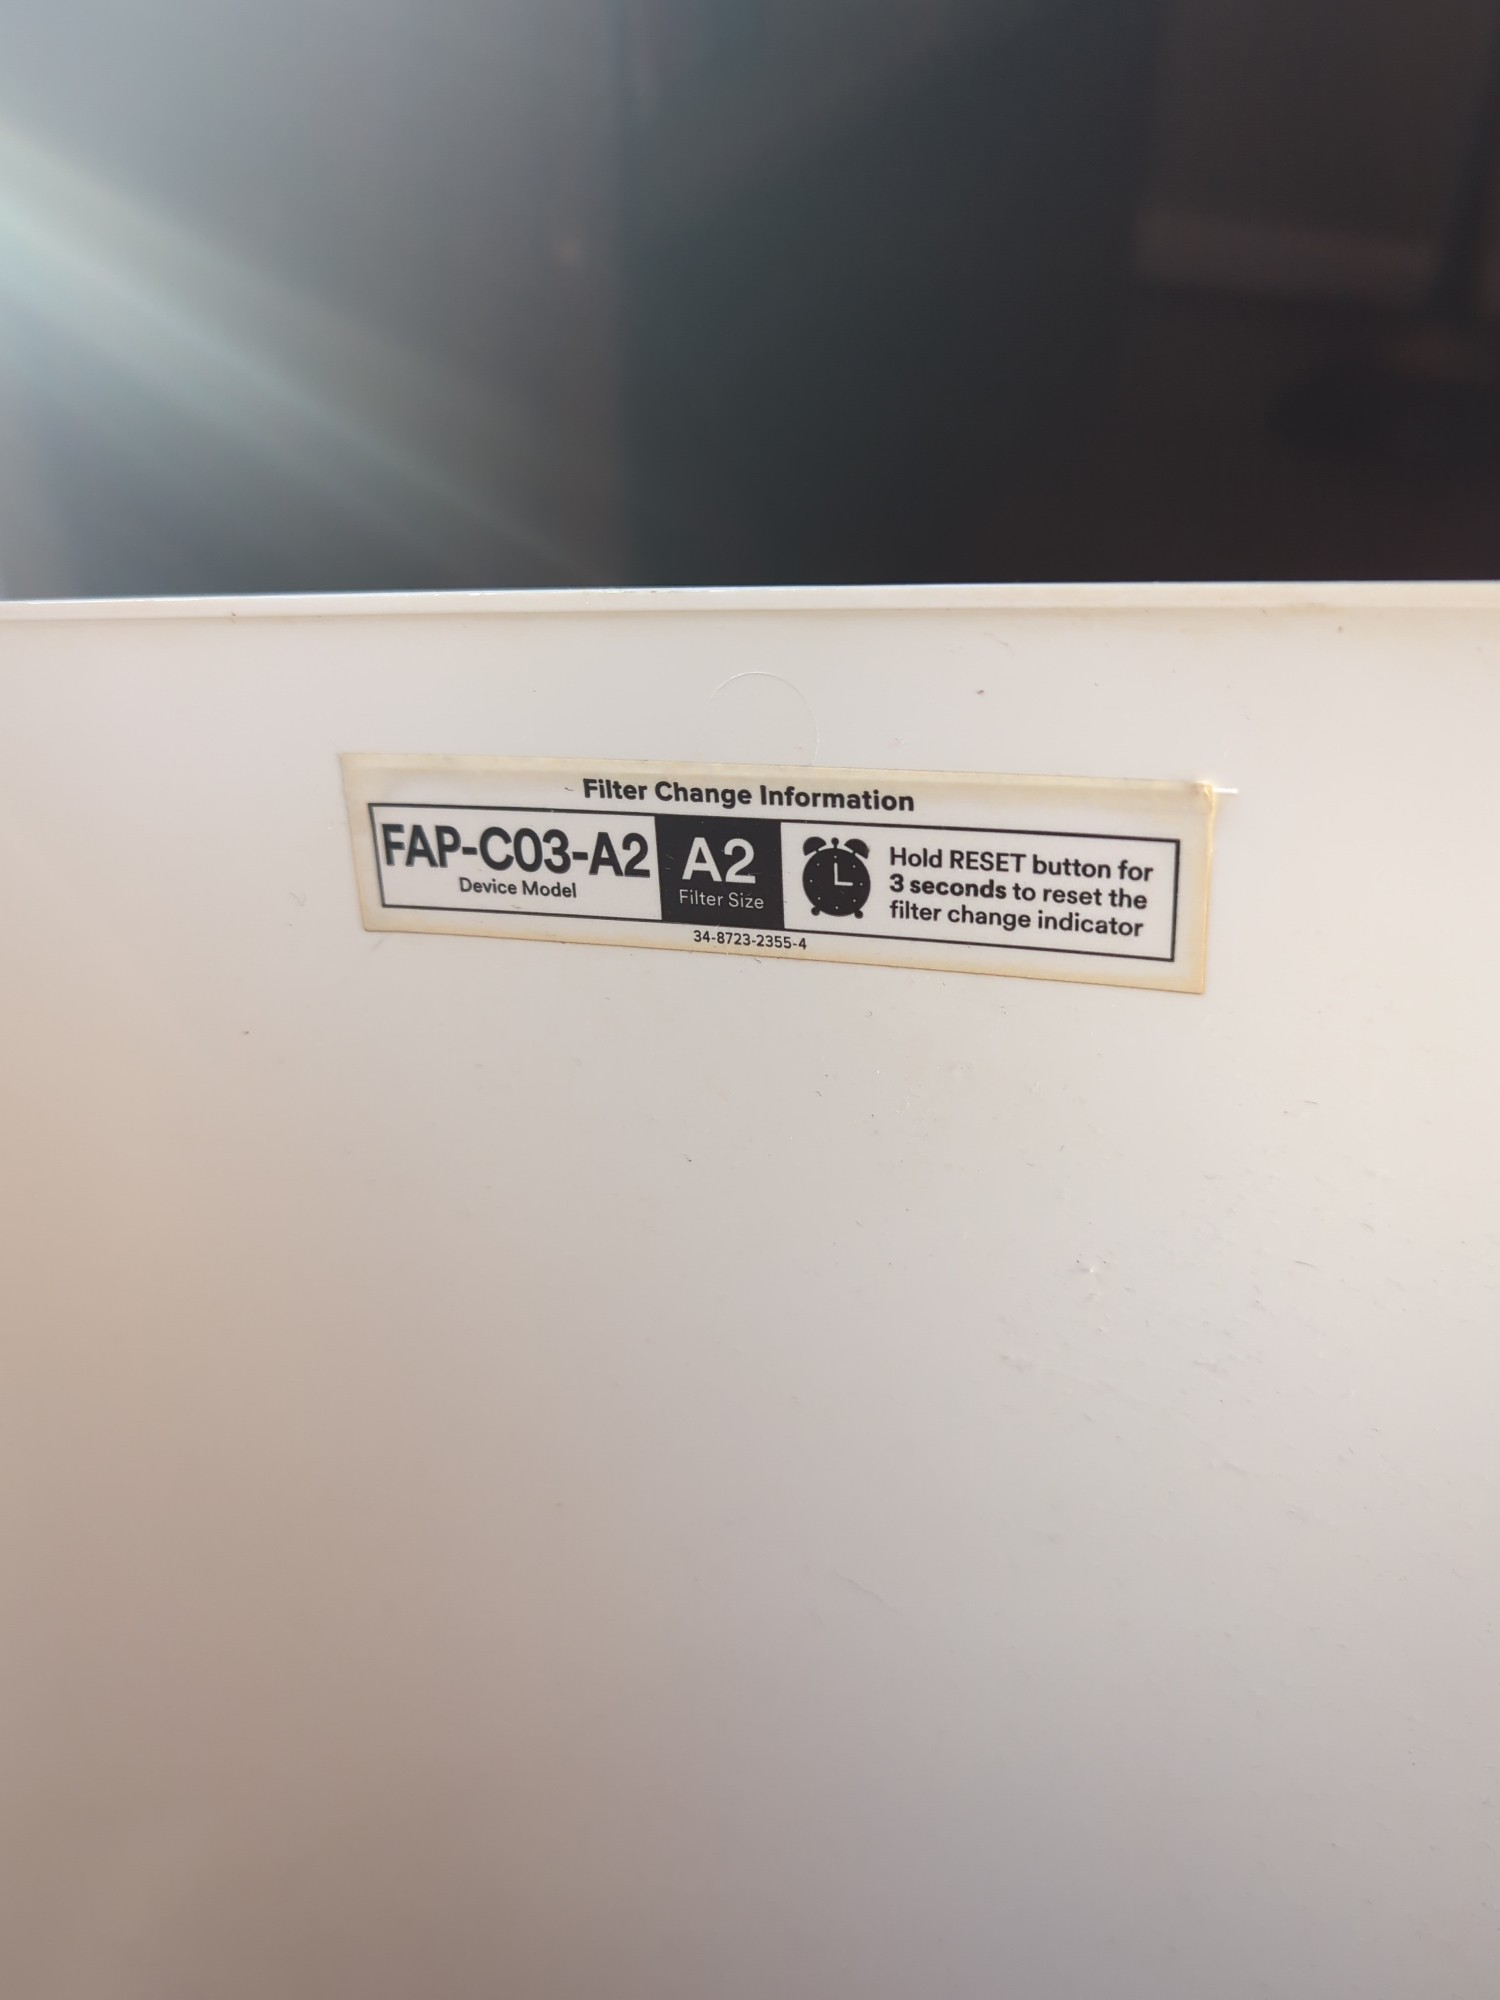 Filter Change Information
FAP-C03-A2
Device Model
A2
Filter Size
Hold RESET button for
3 seconds to reset the
filter change indicator
34-8723-2355-4